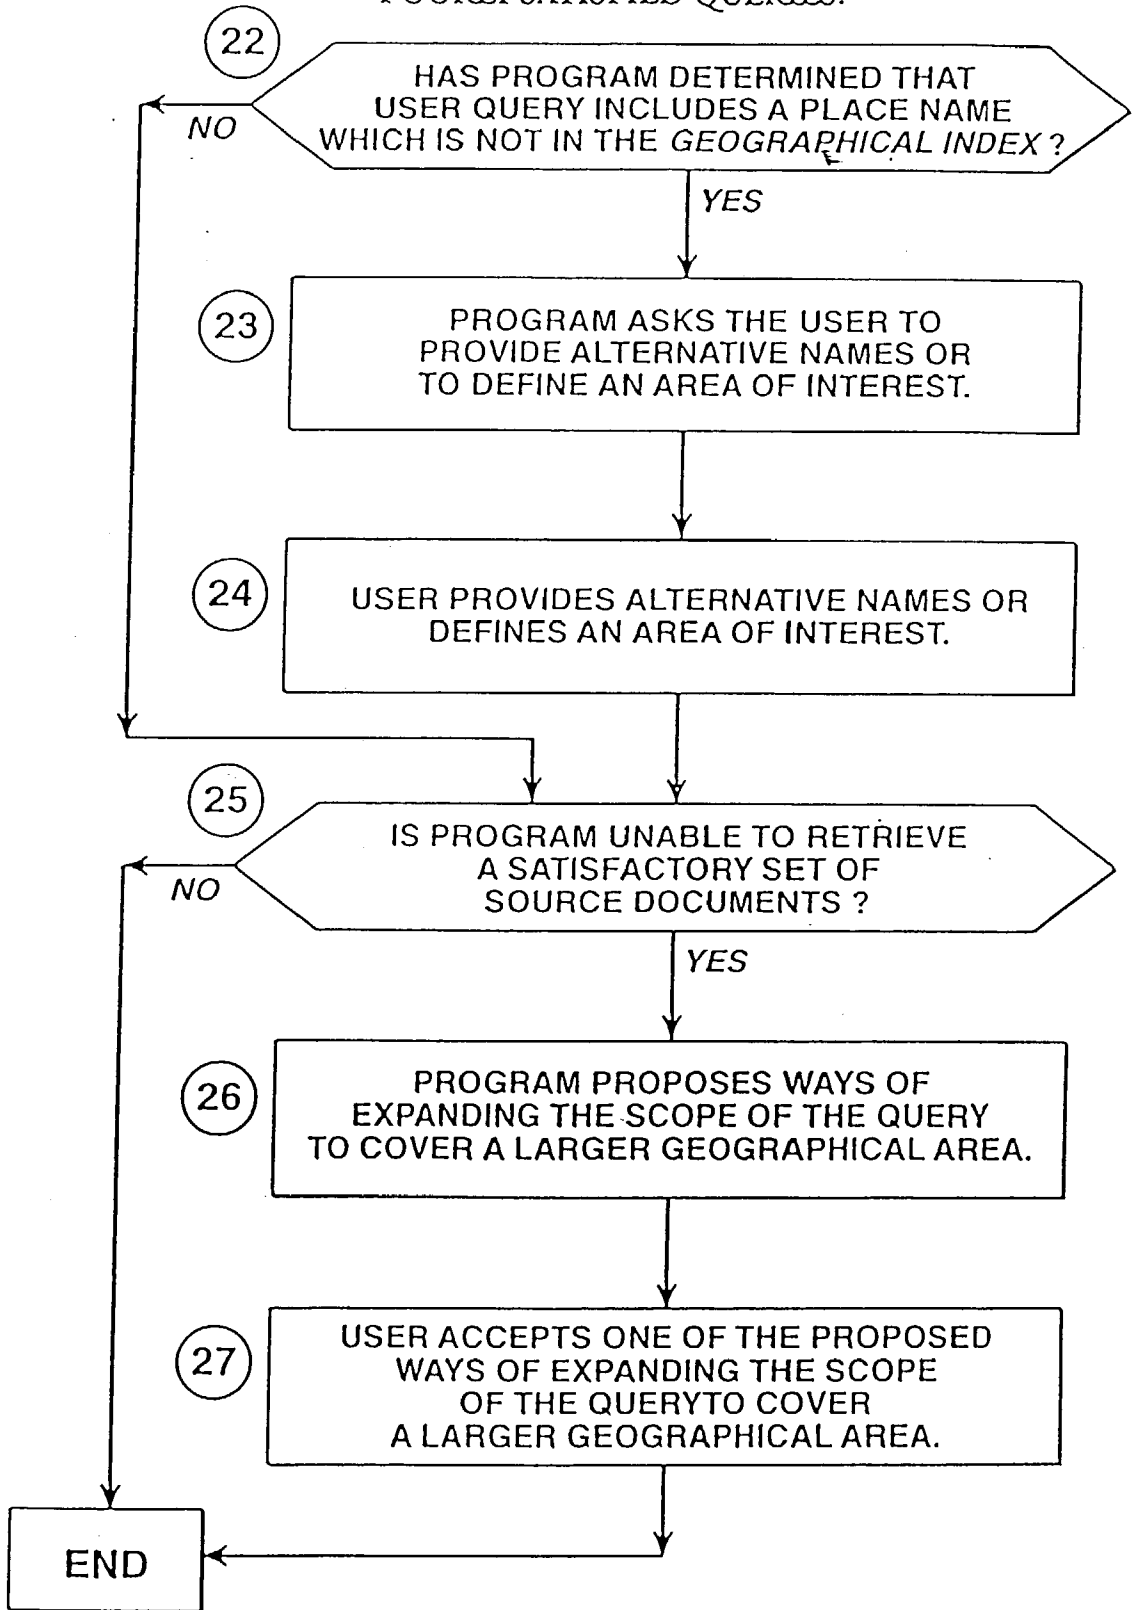 QUERIES.
22
HAS PROGRAM DETERMINED THAT
USER QUERY INCLUDES A PLACE NAME
WHICH IS NOT IN THE GEOGRAPHICAL INDEX ?
NO
YES
23
PROGRAM ASKS THE USER TO
PROVIDE ALTERNATIVE NAMES OR
TO DEFINE AN AREA OF INTEREST.
24
USER PROVIDES ALTERNATIVE NAMES OR
DEFINES AN AREA OF INTEREST.
25
IS PROGRAM UNABLE TO RETRIEVE
A SATISFACTORY SET OF
SOURCE DOCUMENTS ?
NO
YES
26
PROGRAM PROPOSES WAYS OF
EXPANDING THE SCOPE OF THE QUERY
TO COVER A LARGER GEOGRAPHICAL AREA.
27
USER ACCEPTS ONE OF THE PROPOSED
WAYS OF EXPANDING THE SCOPE
OF THE QUERYTO COVER
A LARGER GEOGRAPHICAL AREA.
END